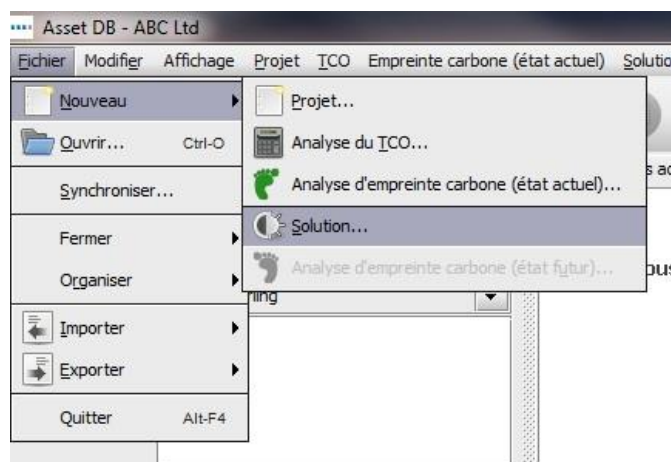 Asset DB - ABC Ltd
Fichier Modifier Affichage Projet TCO Empreinte carbone (état actuel)
Nouveau
Projet...
Ouvrir... Ctrl-O
Analyse du TCO...
Synchroniser...
Analyse d'empreinte carbone (état actuel)...
Fermer
Solution...
Organiser
Analyse d'empreinte carbone (état futur)...
Importer
Exporter
Quitter Alt-F4